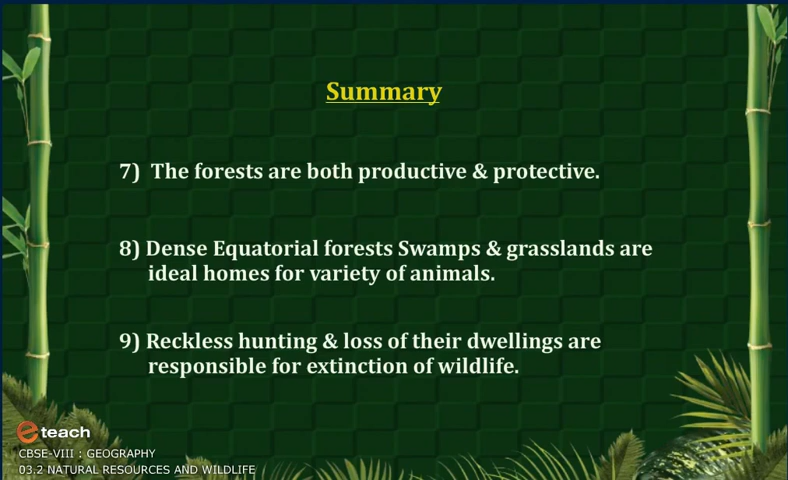 Summary
7) The forests are both productive & protective.
8) Dense Equatorial forests Swamps & grasslands are
ideal homes for variety of animals.
9) Reckless hunting & loss of their dwellings are
responsible for extinction of wildlife.
eteach
CBSE-VIII : GEOGRAPHY
03.2 NATURAL RESOURCES AND WILDLIFE